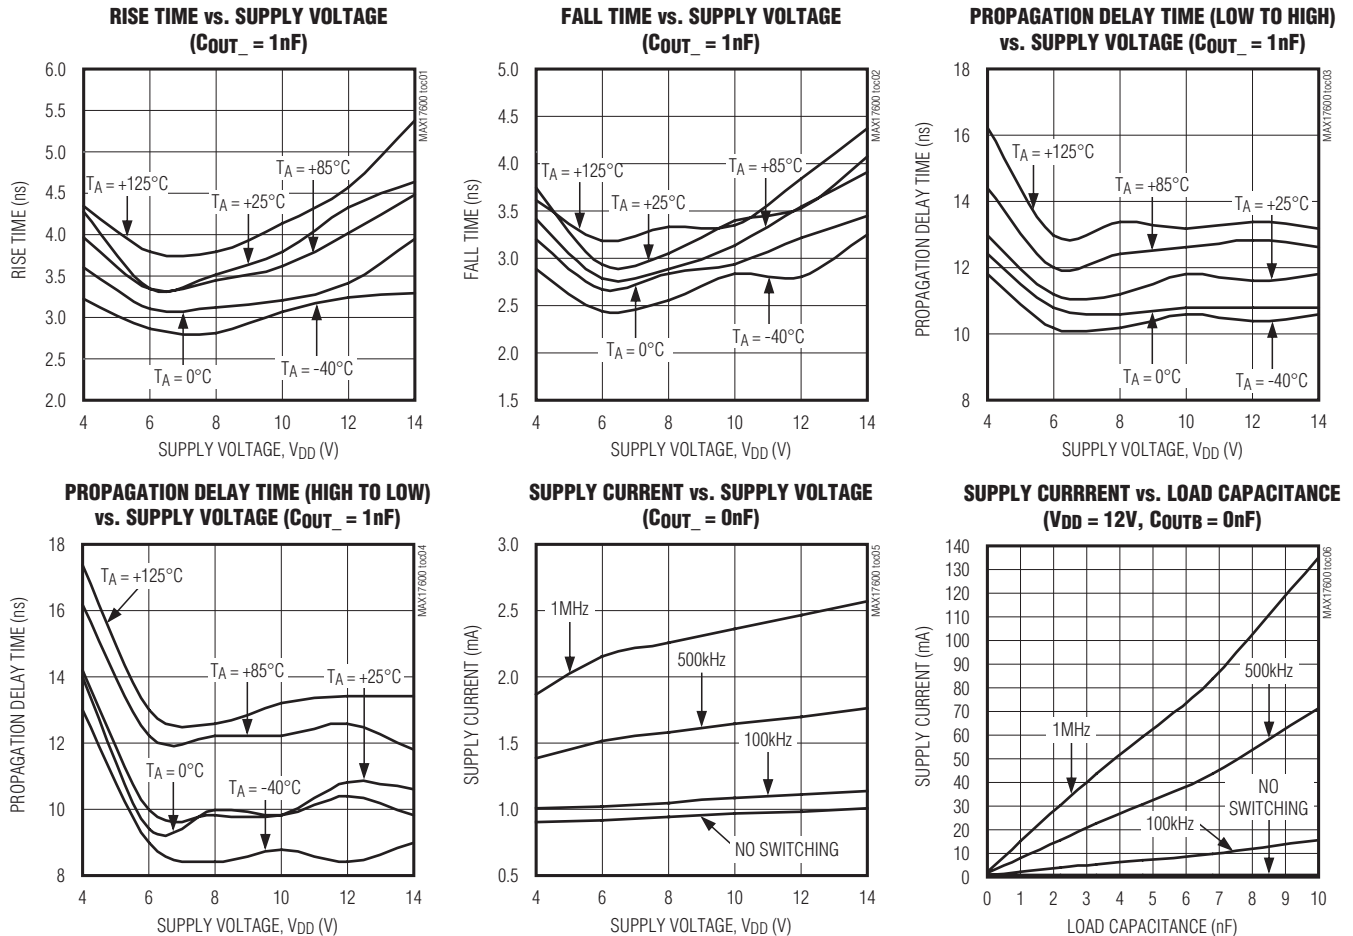 RISE TIME vs. SUPPLY VOLTAGE
(COUT_ = 1nF)
6.0
5.5
5.0
4.5
4.0
3.5
3.0
2.5
2.0
RISE TIME (ns)
TA = +125°C
TA = +25°C
TA = +85°C
TA = 0°C
TA = -40°C
MAX17600 toc01
4 6 8 10 12 14
SUPPLY VOLTAGE, VDD (V)
FALL TIME vs. SUPPLY VOLTAGE
(COUT_ = 1nF)
5.0
4.5
4.0
3.5
3.0
2.5
2.0
1.5
FALL TIME (ns)
TA = +125°C
TA = +25°C
TA = +85°C
TA = 0°C
TA = -40°C
MAX17600 toc02
4 6 8 10 12 14
SUPPLY VOLTAGE, VDD (V)
PROPAGATION DELAY TIME (LOW TO HIGH)
vs. SUPPLY VOLTAGE (COUT_ = 1nF)
18
16
14
12
10
8
PROPAGATION DELAY TIME (ns)
TA = +125°C
TA = +85°C
TA = +25°C
TA = 0°C
TA = -40°C
MAX17600 toc03
4 6 8 10 12 14
SUPPLY VOLTAGE, VDD (V)
PROPAGATION DELAY TIME (HIGH TO LOW)
vs. SUPPLY VOLTAGE (COUT_ = 1nF)
18
16
14
12
10
8
PROPAGATION DELAY TIME (ns)
TA = +125°C
TA = +85°C
TA = +25°C
TA = 0°C
TA = -40°C
MAX17600 toc04
4 6 8 10 12 14
SUPPLY VOLTAGE, VDD (V)
SUPPLY CURRENT vs. SUPPLY VOLTAGE
(COUT_ = 0nF)
3.0
2.5
2.0
1.5
1.0
0.5
SUPPLY CURRENT (mA)
1MHz
500kHz
100kHz
NO SWITCHING
MAX17600 toc05
4 6 8 10 12 14
SUPPLY VOLTAGE, VDD (V)
SUPPLY CURRRENT vs. LOAD CAPACITANCE
(VDD = 12V, COUTB = 0nF)
140
130
120
110
100
90
80
70
60
50
40
30
20
10
0
SUPPLY CURRENT (mA)
1MHz
500kHz
NO
SWITCHING
100kHz
MAX17600 toc06
0 1 2 3 4 5 6 7 8 9 10
LOAD CAPACITANCE (nF)